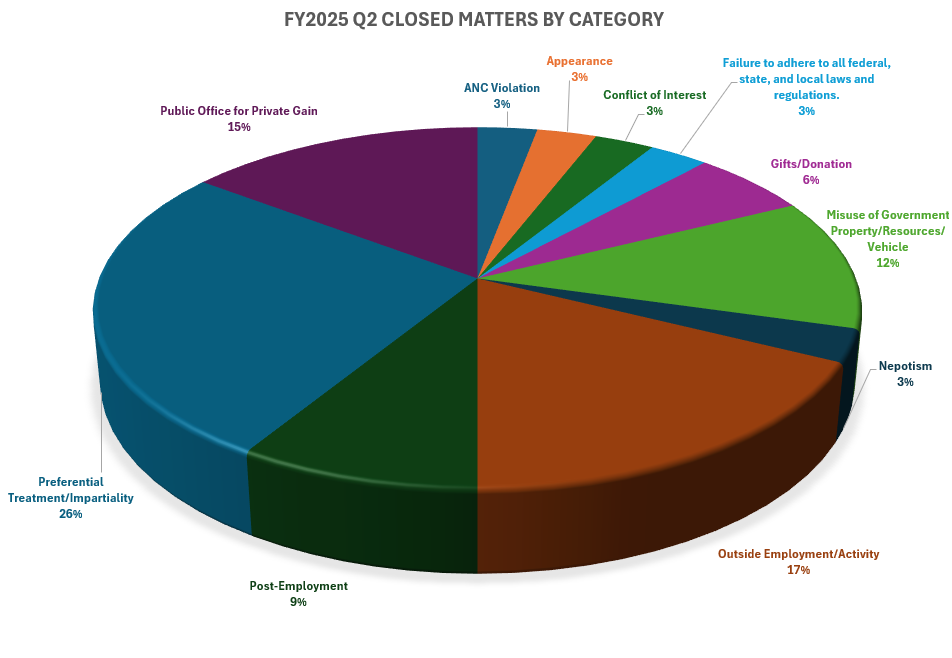 FY2025 Q2 CLOSED MATTERS BY CATEGORY
ANC Violation
3%
Appearance
3%
Conflict of Interest
3%
Failure to adhere to all federal,
state, and local laws and
regulations.
3%
Gifts/Donation
6%
Misuse of Government
Property/Resources/
Vehicle
12%
Nepotism
3%
Outside Employment/Activity
17%
Post-Employment
9%
Preferential
Treatment/Impartiality
26%
Public Office for Private Gain
15%